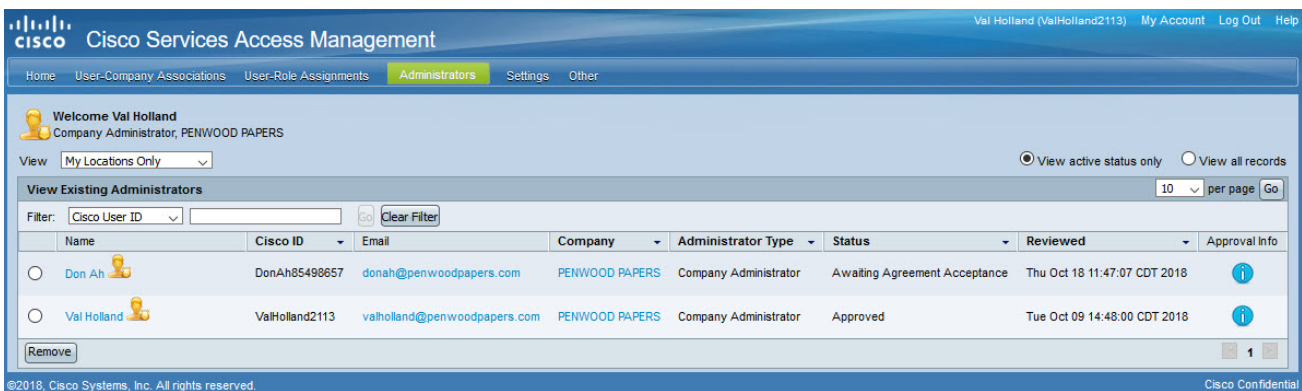 Val Holland (ValHolland2113) My Account Log Out Help
CISCO Cisco Services Access Management
Home User-Company Associations User-Role Assignments Administrators Settings Other
Welcome Val Holland
Company Administrator, PENWOOD PAPERS
View My Locations Only View active status only View all records
View Existing Administrators 10 per page Go
Filter: Cisco User ID Go Clear Filter
Name Cisco ID Email Company Administrator Type Status Reviewed Approval Info
Don Ah DonAh85498657 donah@penwoodpapers.com PENWOOD PAPERS Company Administrator Awaiting Agreement Acceptance Thu Oct 18 11:47:07 CDT 2018
Val Holland ValHolland2113 valholland@penwoodpapers.com PENWOOD PAPERS Company Administrator Approved Tue Oct 09 14:48:00 CDT 2018
Remove 1
©2018, Cisco Systems, Inc. All rights reserved. Cisco Confidential